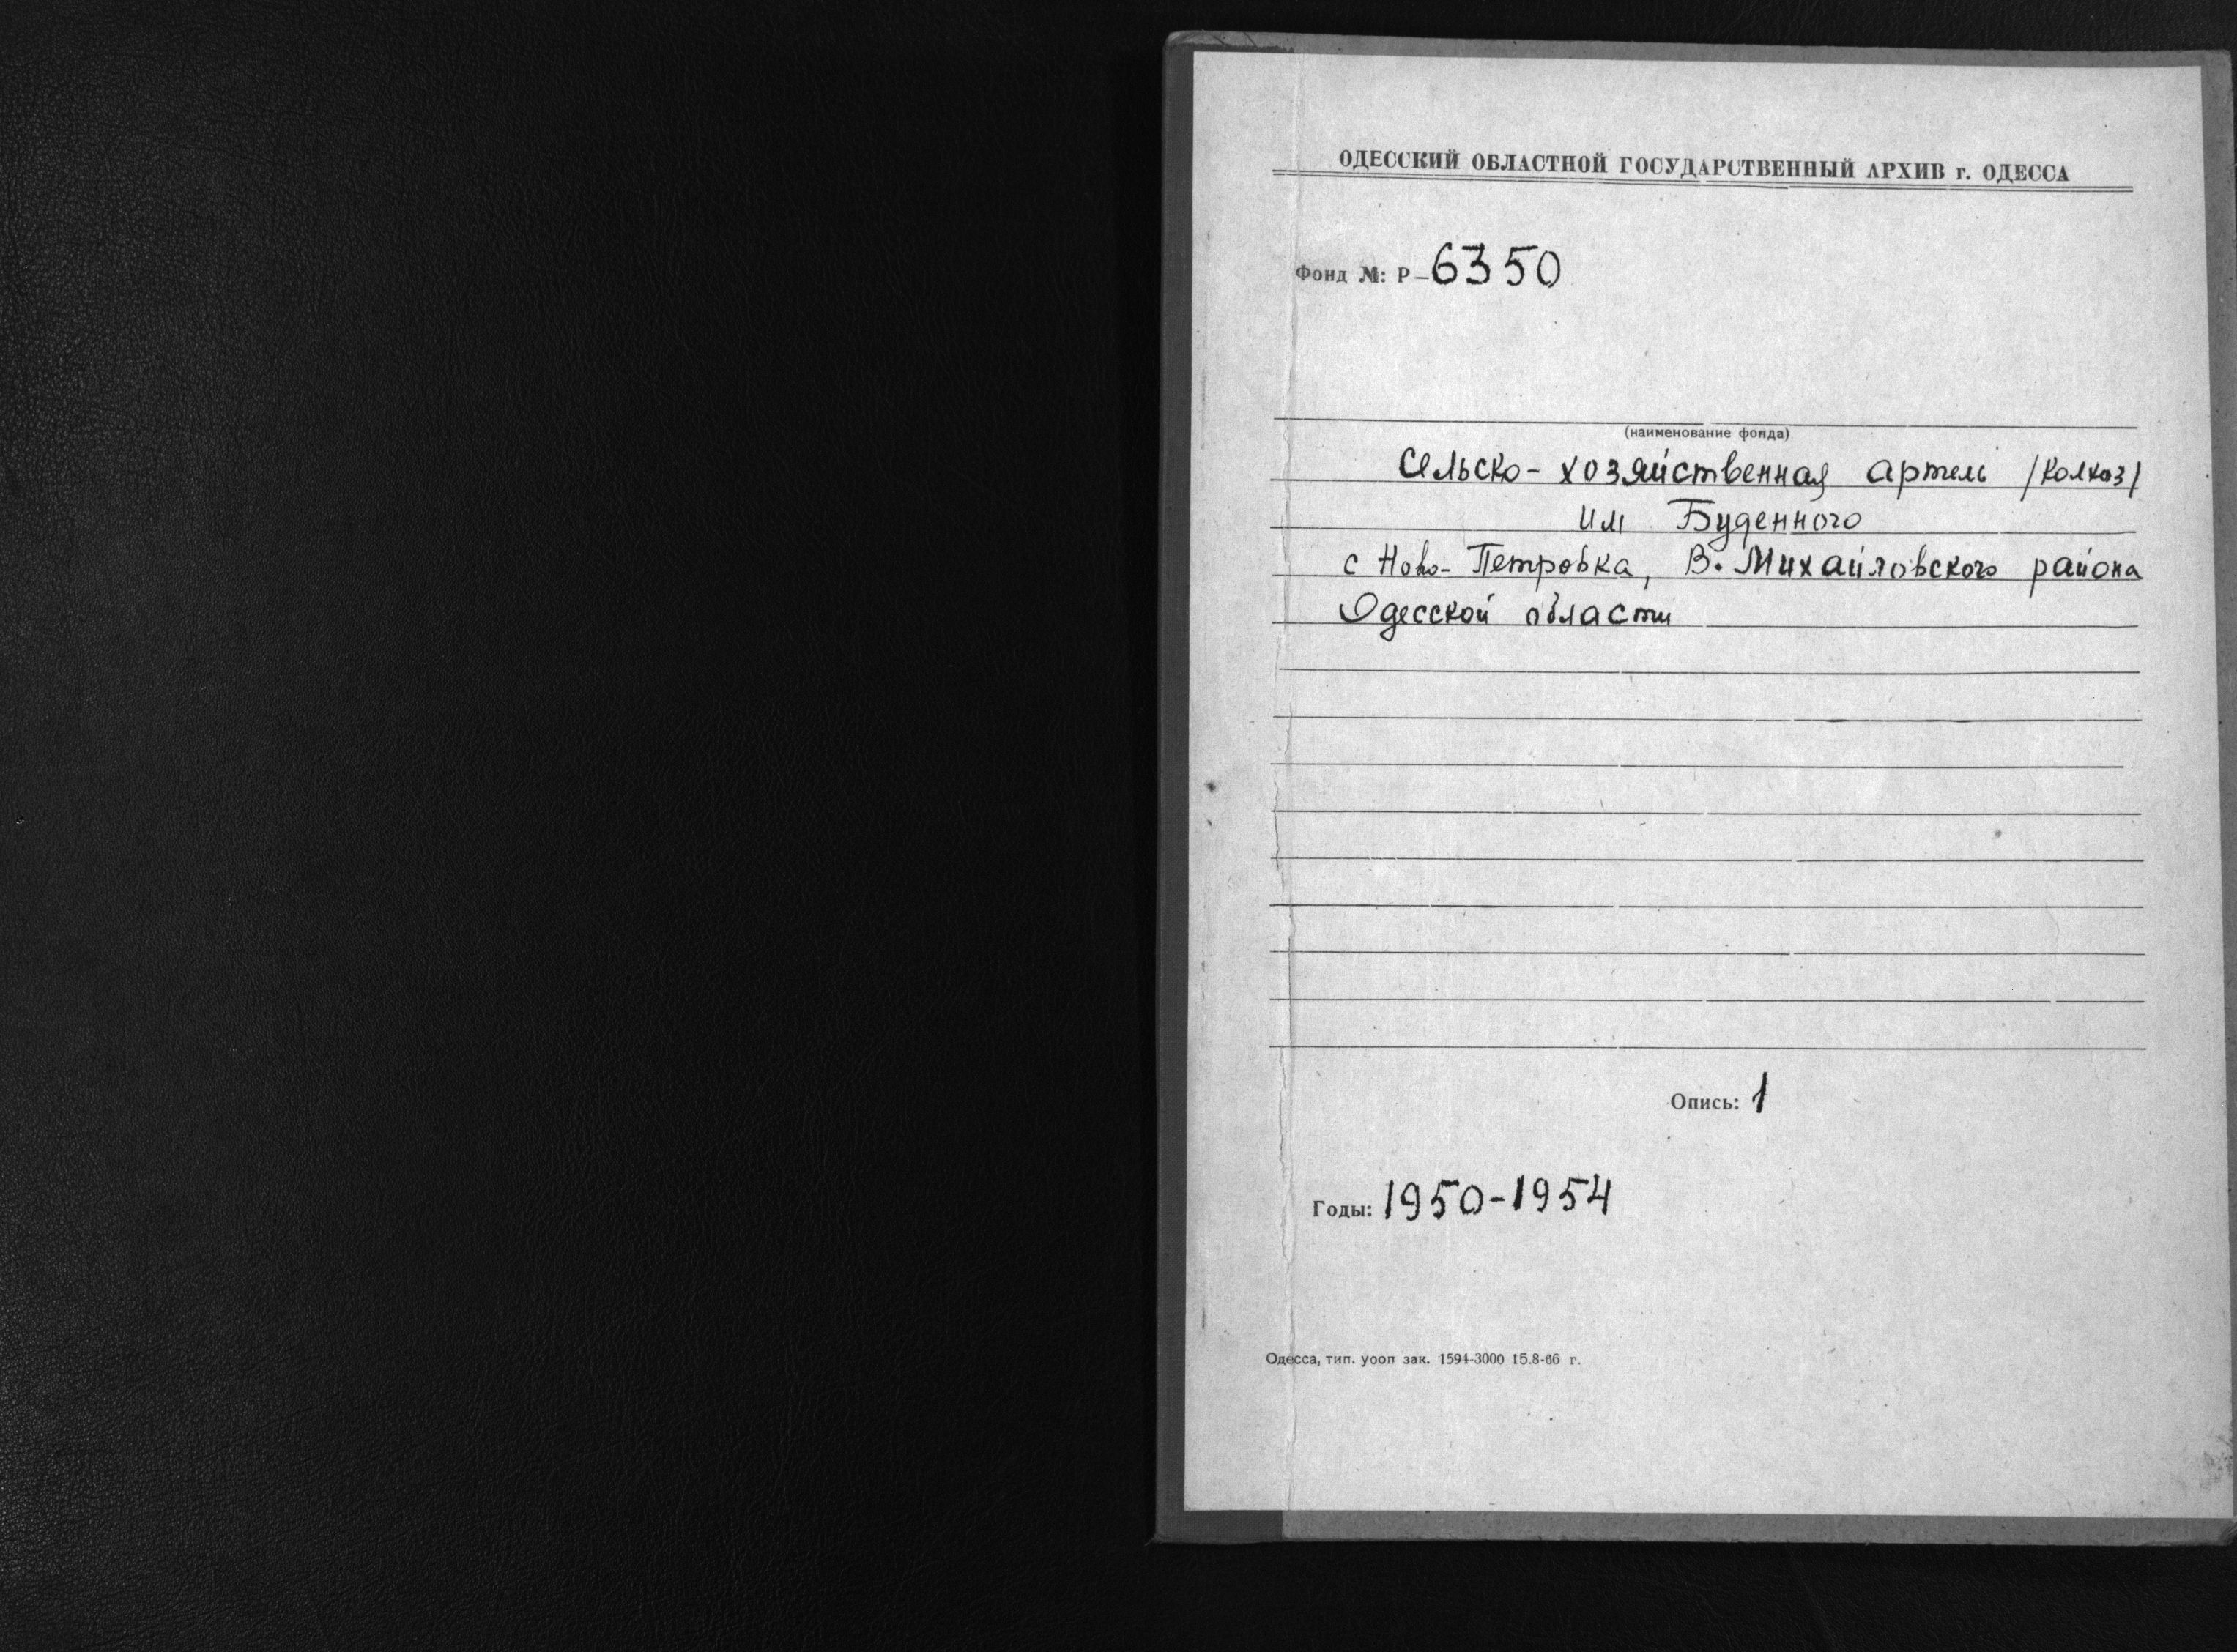 ОДЕССКИЙ ОБЛАСТНОЙ ГОСУДАРСТВЕННЫЙ АРХИВ г. ОДЕССА
Фонд №: Р-6350
(наименование фонда)
Сельско-хозяйственная артель /колхоз/
им Буденного
с Ново-Петровка, В.Михайловского района
Одесской области
Опись: 1
Годы: 1950-1954
Одесса, тип. уооп зак. 1594-3000 15.8-66 г.